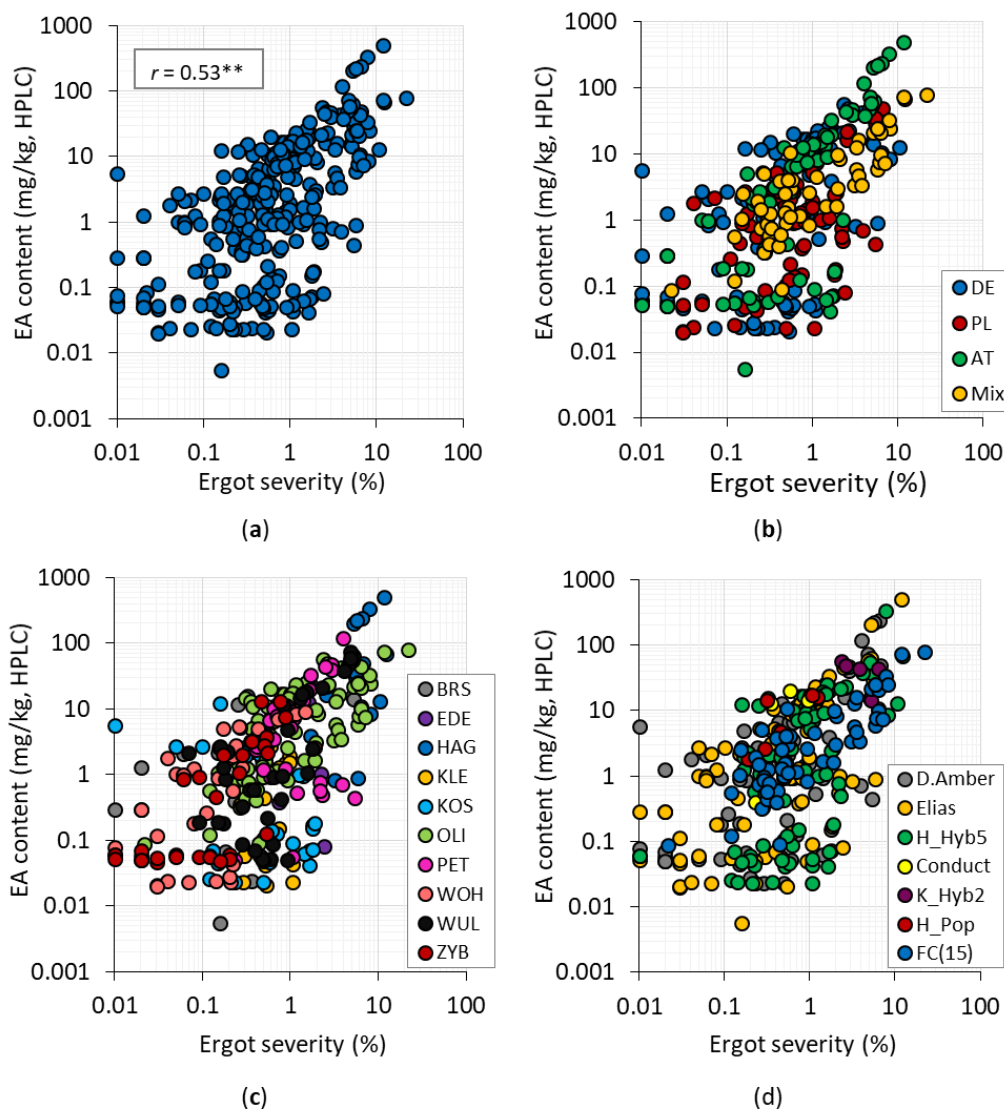 1000
100
10
1
0.1
0.01
0.001
EA content (mg/kg, HPLC)
r = 0.53**
0.01 0.1 1 10 100
Ergot severity (%)
(a)
1000
100
10
1
0.1
0.01
0.001
EA content (mg/kg, HPLC)
DE
PL
AT
Mix
0.01 0.1 1 10 100
Ergot severity (%)
(b)
1000
100
10
1
0.1
0.01
0.001
EA content (mg/kg, HPLC)
BRS
EDE
HAG
KLE
KOS
OLI
PET
WOH
WUL
ZYB
0.01 0.1 1 10 100
Ergot severity (%)
(c)
1000
100
10
1
0.1
0.01
0.001
EA content (mg/kg, HPLC)
D.Amber
Elias
H_Hyb5
Conduct
K_Hyb2
H_Pop
FC(15)
0.01 0.1 1 10 100
Ergot severity (%)
(d)